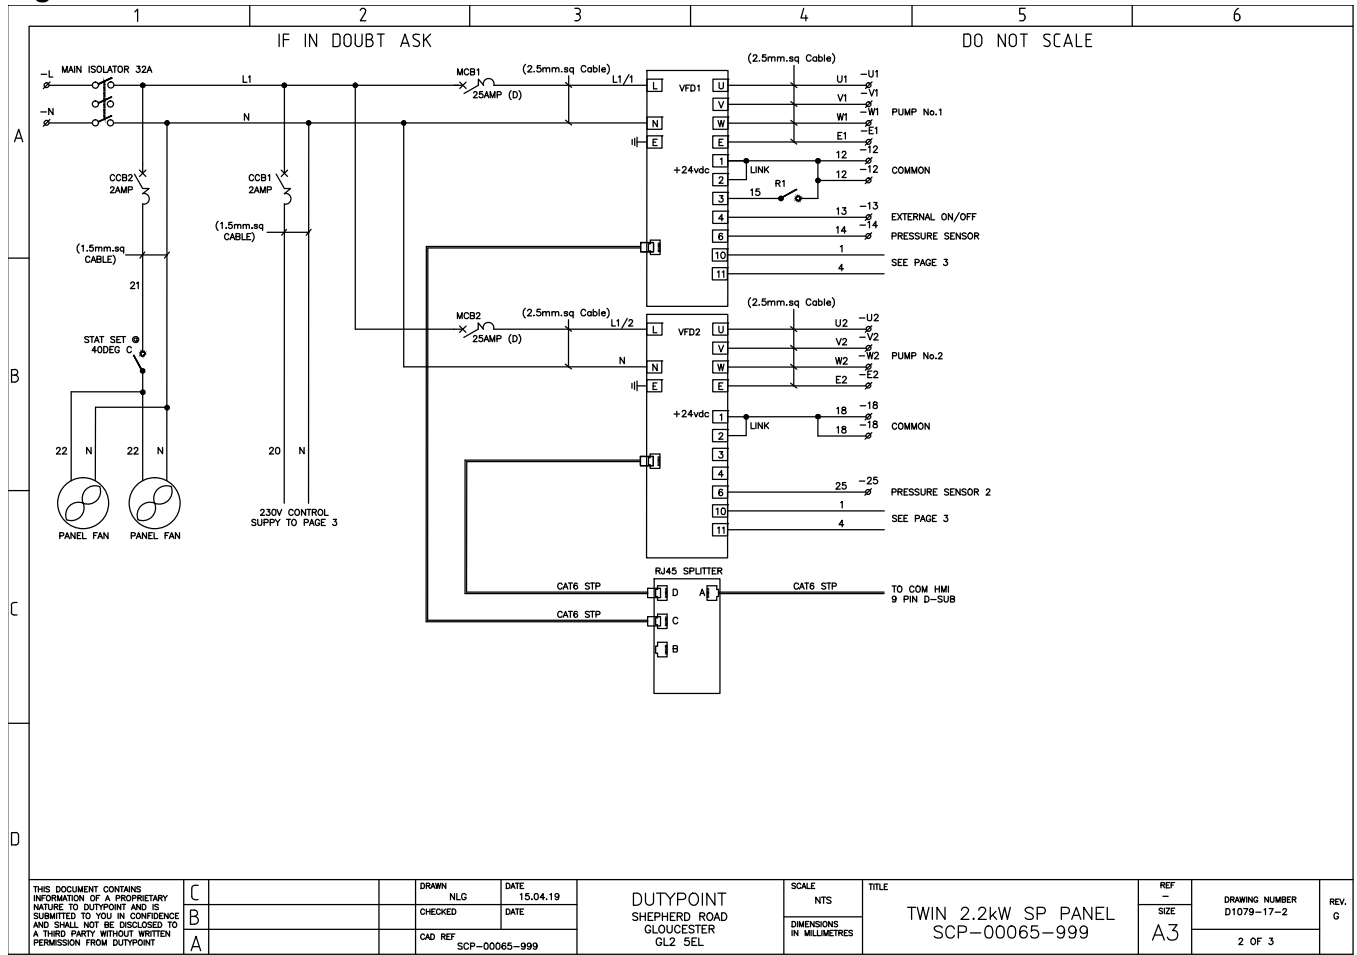 1 2 3 4 5 6
IF IN DOUBT ASK
DO NOT SCALE
A
B
C
D
MAIN ISOLATOR 32A
-L
-N
L1
N
MCB1
25AMP (D)
(2.5mm.sq Cable)
L1/1
CCB2
2AMP
CCB1
2AMP
(1.5mm.sq
CABLE)
(1.5mm.sq
CABLE)
21
STAT SET @
40DEG C
22
N
22
N
PANEL FAN
PANEL FAN
20
N
230V CONTROL
SUPPY TO PAGE 3
L
N
E
VFD1
+24vdc
U
V
W
E
1
2
3
4
6
10
11
(2.5mm.sq Cable)
U1
-U1
V1
-V1
W1
-W1
E1
-E1
PUMP No.1
LINK
12
-12
12
-12
COMMON
15
R1
13
-13
EXTERNAL ON/OFF
14
-14
PRESSURE SENSOR
1
4
SEE PAGE 3
MCB2
25AMP (D)
(2.5mm.sq Cable)
L1/2
N
L
N
E
VFD2
+24vdc
U
V
W
E
1
2
3
4
6
10
11
(2.5mm.sq Cable)
U2
-U2
V2
-V2
W2
-W2
E2
-E2
PUMP No.2
LINK
18
-18
18
-18
COMMON
25
-25
PRESSURE SENSOR 2
1
4
SEE PAGE 3
RJ45 SPLITTER
CAT6 STP
D
A
CAT6 STP
TO COM HMI
9 PIN D-SUB
CAT6 STP
C
B
THIS DOCUMENT CONTAINS
INFORMATION OF A PROPRIETARY
NATURE TO DUTYPOINT AND IS
SUBMITTED TO YOU IN CONFIDENCE
AND SHALL NOT BE DISCLOSED TO
A THIRD PARTY WITHOUT WRITTEN
PERMISSION FROM DUTYPOINT
C
B
A
DRAWN
NLG
DATE
15.04.19
CHECKED
DATE
CAD REF
SCP-00065-999
DUTYPOINT
SHEPHERD ROAD
GLOUCESTER
GL2 5EL
SCALE
NTS
DIMENSIONS
IN MILLIMETRES
TITLE
TWIN 2.2kW SP PANEL
SCP-00065-999
REF
-
SIZE
A3
DRAWING NUMBER
D1079-17-2
2 OF 3
REV.
G